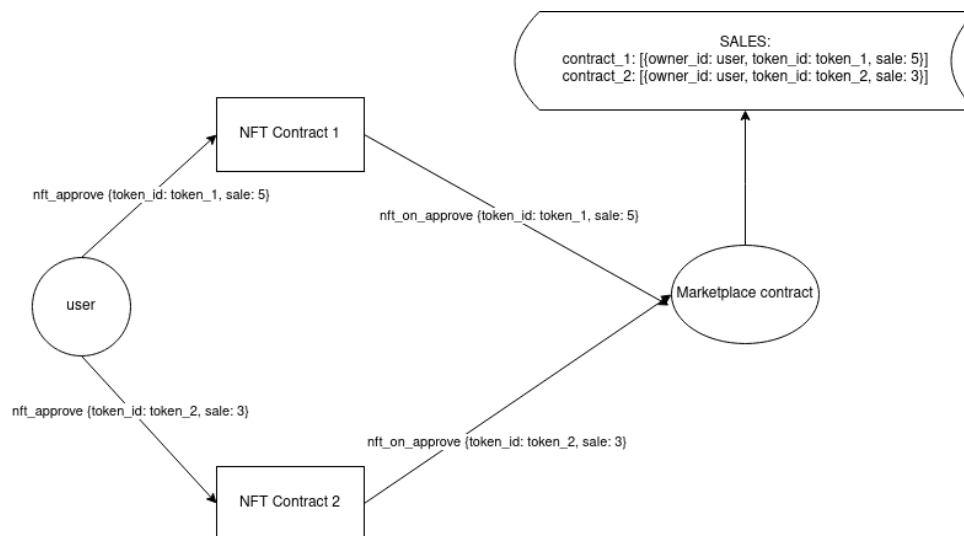 SALES:
contract_1: [{owner_id: user, token_id: token_1, sale: 5}]
contract_2: [{owner_id: user, token_id: token_2, sale: 3}]
NFT Contract 1
nft_approve {token_id: token_1, sale: 5}
nft_on_approve {token_id: token_1, sale: 5}
user
Marketplace contract
nft_approve {token_id: token_2, sale: 3}
nft_on_approve {token_id: token_2, sale: 3}
NFT Contract 2